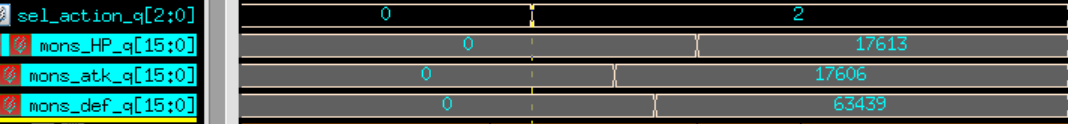 sel_action_q[2:0] 0 2
mons_HP_q[15:0] 0 17613
mons_atk_q[15:0] 0 17606
mons_def_q[15:0] 0 63439